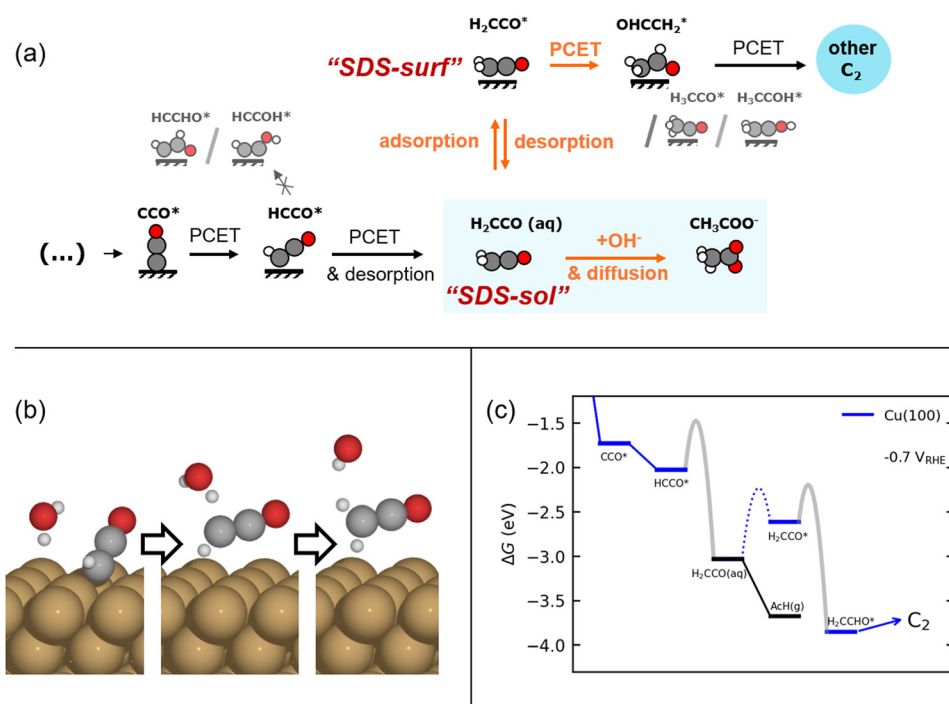 (a)
H₂CCO*
OHCCH₂*
"SDS-surf"
PCET
PCET
other
C₂
HCCHO*
HCCOH*
H₃CCO*
H₃CCOH*
adsorption
desorption
CCO*
HCCO*
H₂CCO (aq)
CH₃COO⁻
(...)
PCET
PCET
& desorption
+OH⁻
& diffusion
"SDS-sol"
(b)
(c)
Cu(100)
-0.7 V_RHE
ΔG (eV)
−1.5
−2.0
−2.5
−3.0
−3.5
−4.0
CCO*
HCCO*
H₂CCO*
H₂CCO(aq)
AcH(g)
H₂CCHO*
C₂